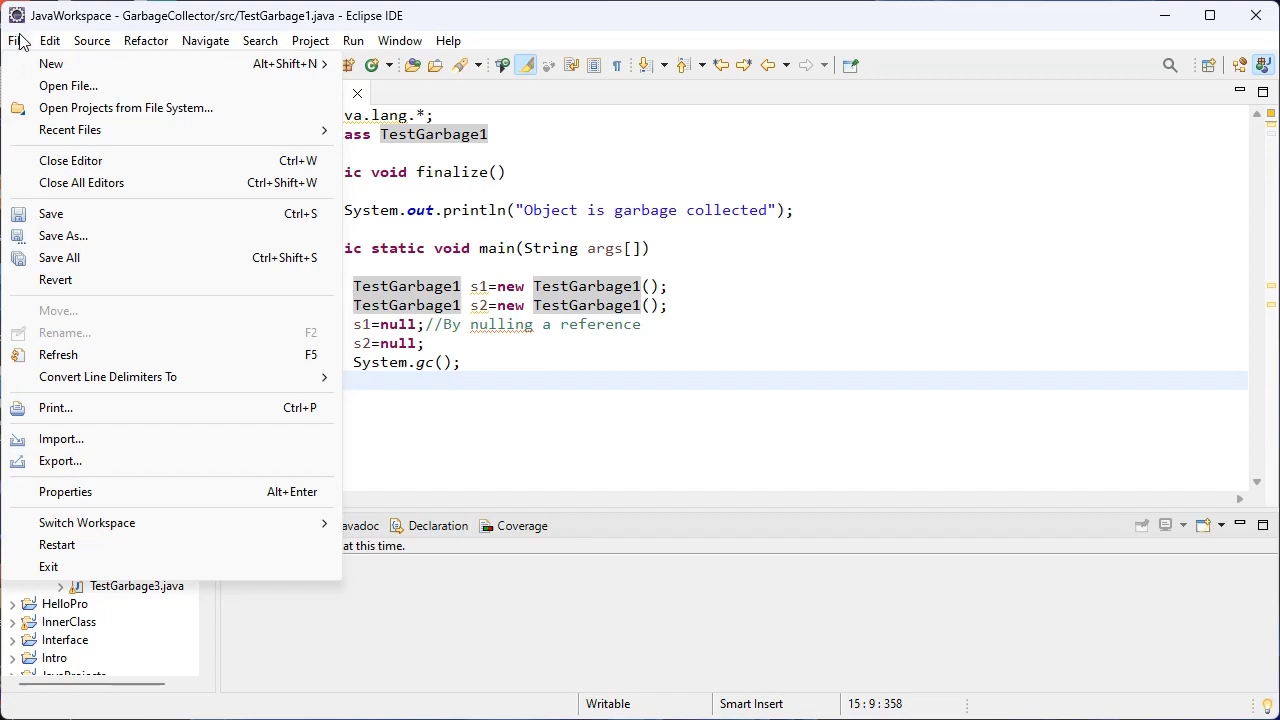 JavaWorkspace - GarbageCollector/src/TestGarbage1.java - Eclipse IDE
Edit Source Refactor Navigate Search Project Run Window Help
New Alt+Shift+N
Open File...
Open Projects from File System...
Recent Files
Close Editor Ctrl+W
Close All Editors Ctrl+Shift+W
Save Ctrl+S
Save As...
Save All Ctrl+Shift+S
Revert
Move...
Rename... F2
Refresh F5
Convert Line Delimiters To
Print... Ctrl+P
Import...
Export...
Properties Alt+Enter
Switch Workspace
Restart
Exit
va.lang.*;
ass TestGarbage1
ic void finalize()
System.out.println("Object is garbage collected");
ic static void main(String args[])
TestGarbage1 s1=new TestGarbage1();
TestGarbage1 s2=new TestGarbage1();
s1=null;//By nulling a reference
s2=null;
System.gc();
avadoc Declaration Coverage
at this time.
TestGarbage3.java
HelloPro
InnerClass
Interface
Intro
JavaProjects
Writable Smart Insert 15 : 9 : 358